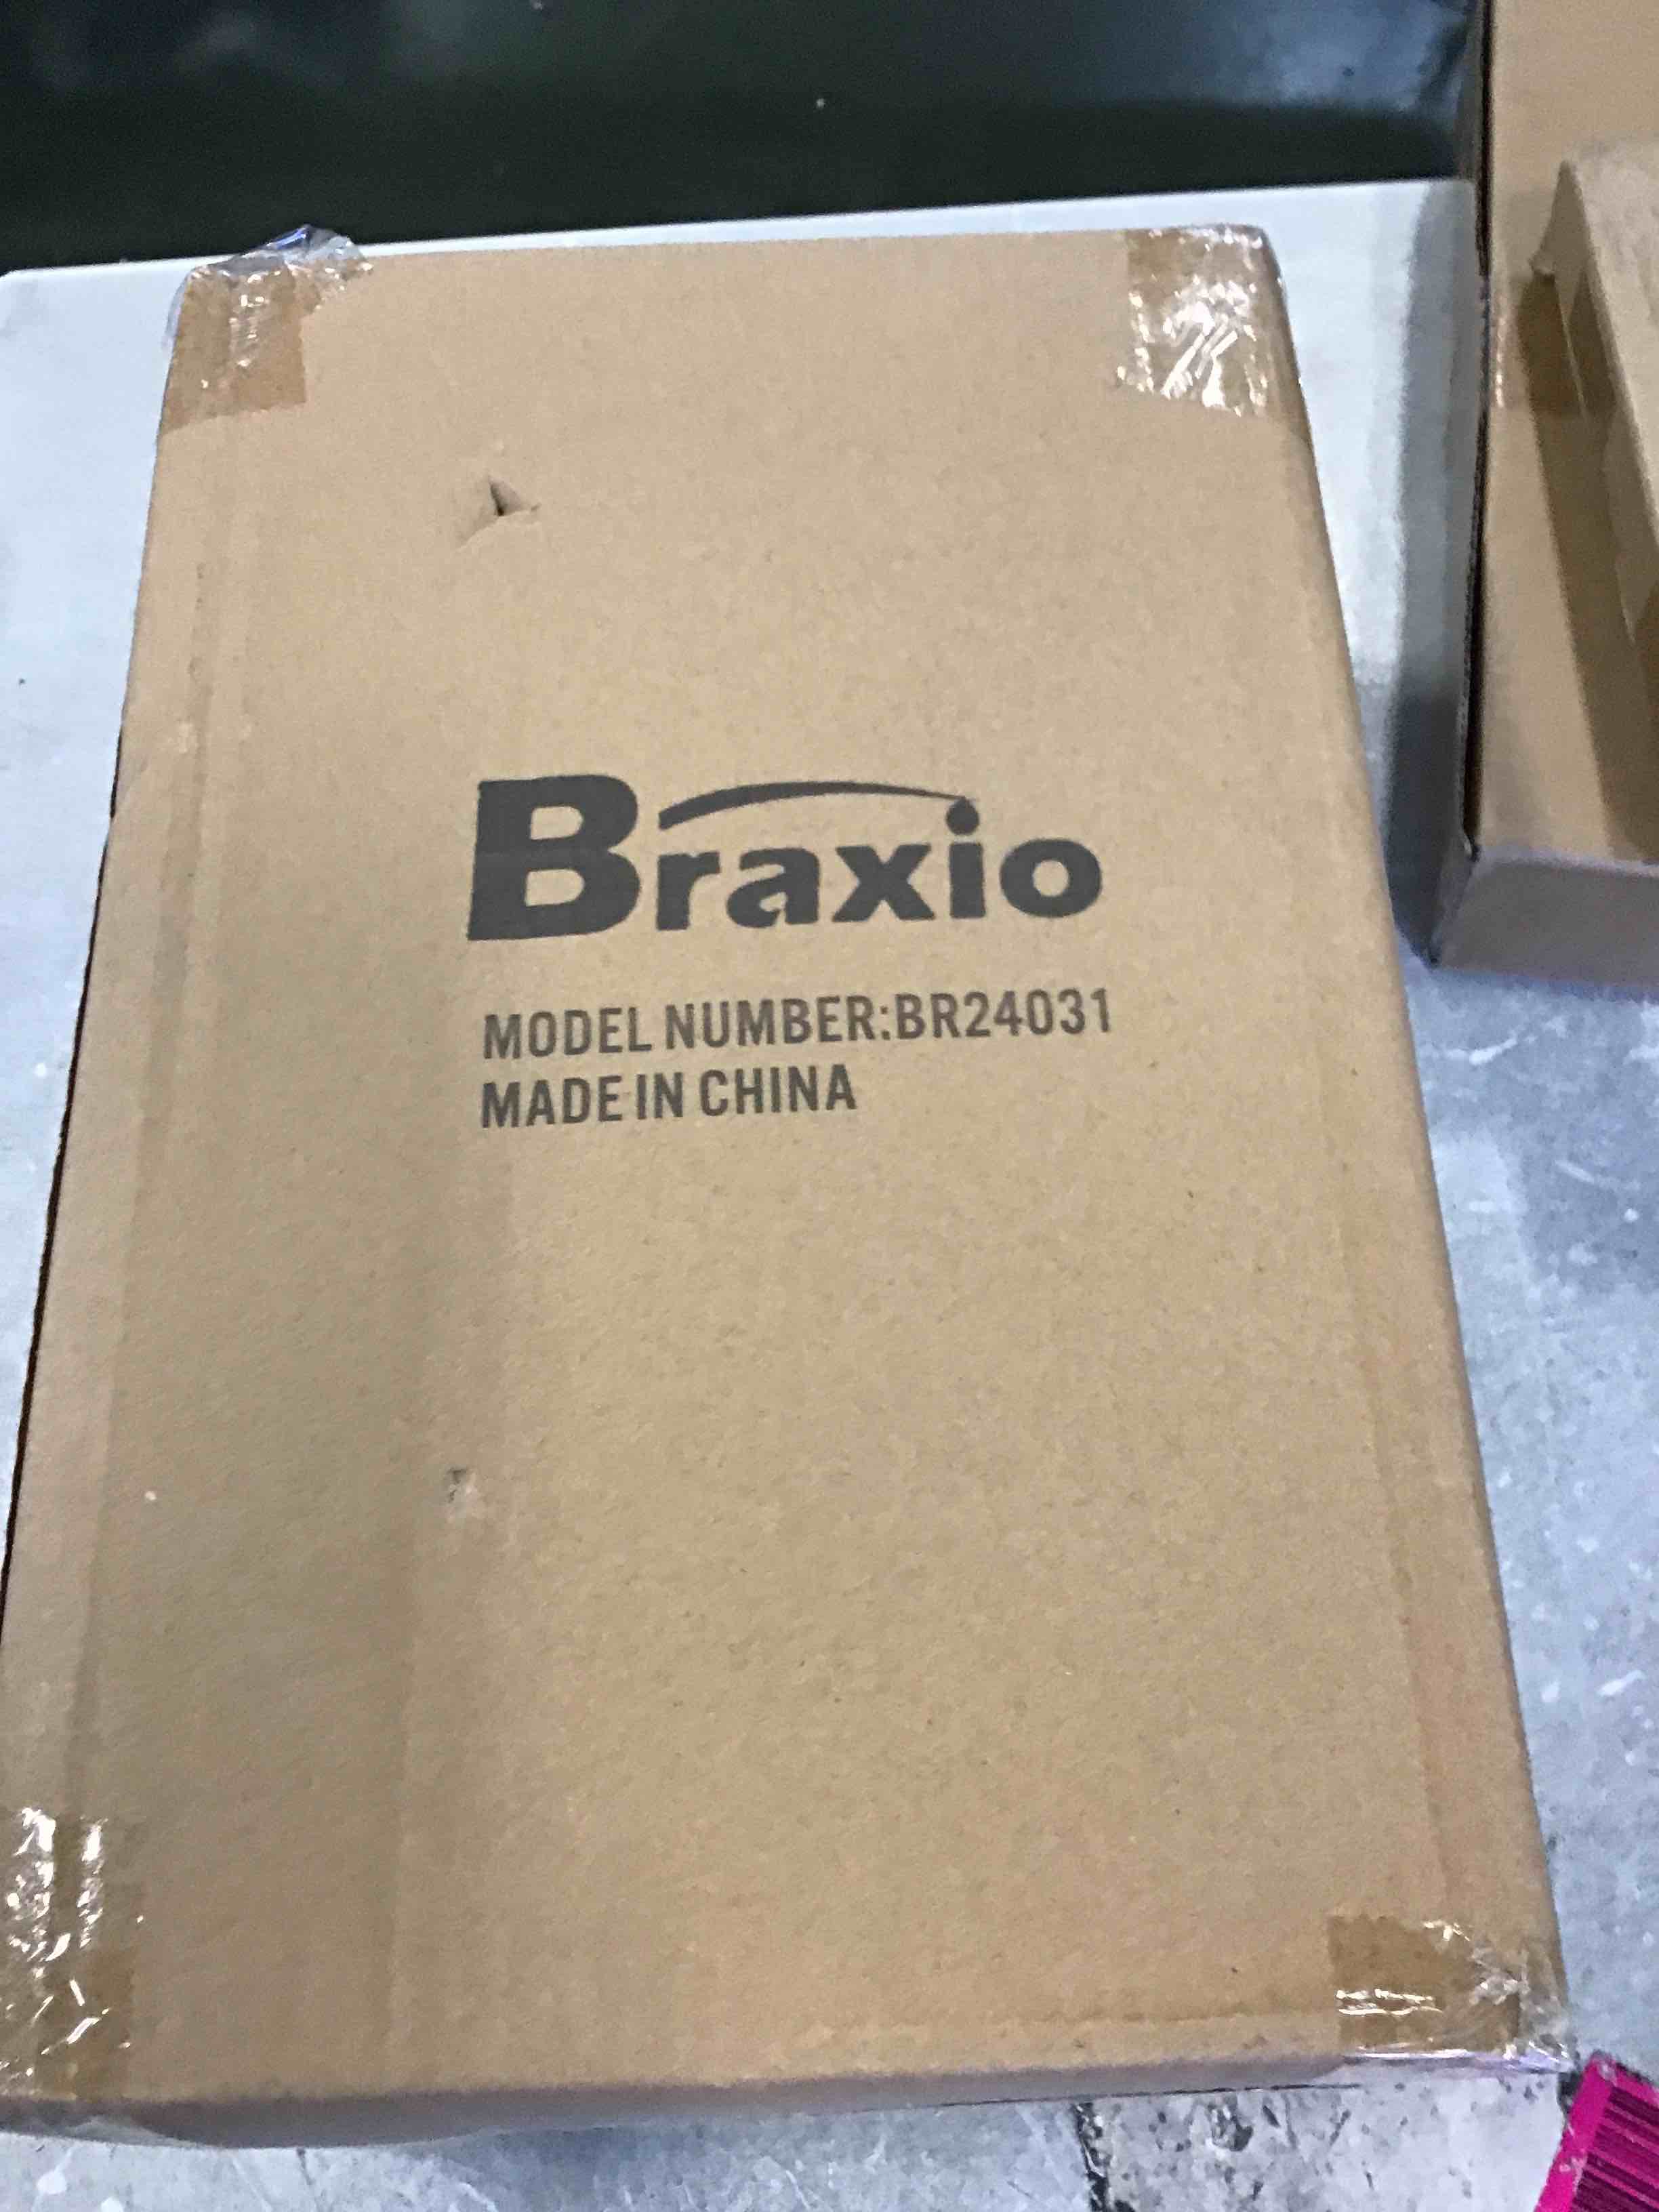 Braxio
MODEL NUMBER:BR24031
MADE IN CHINA